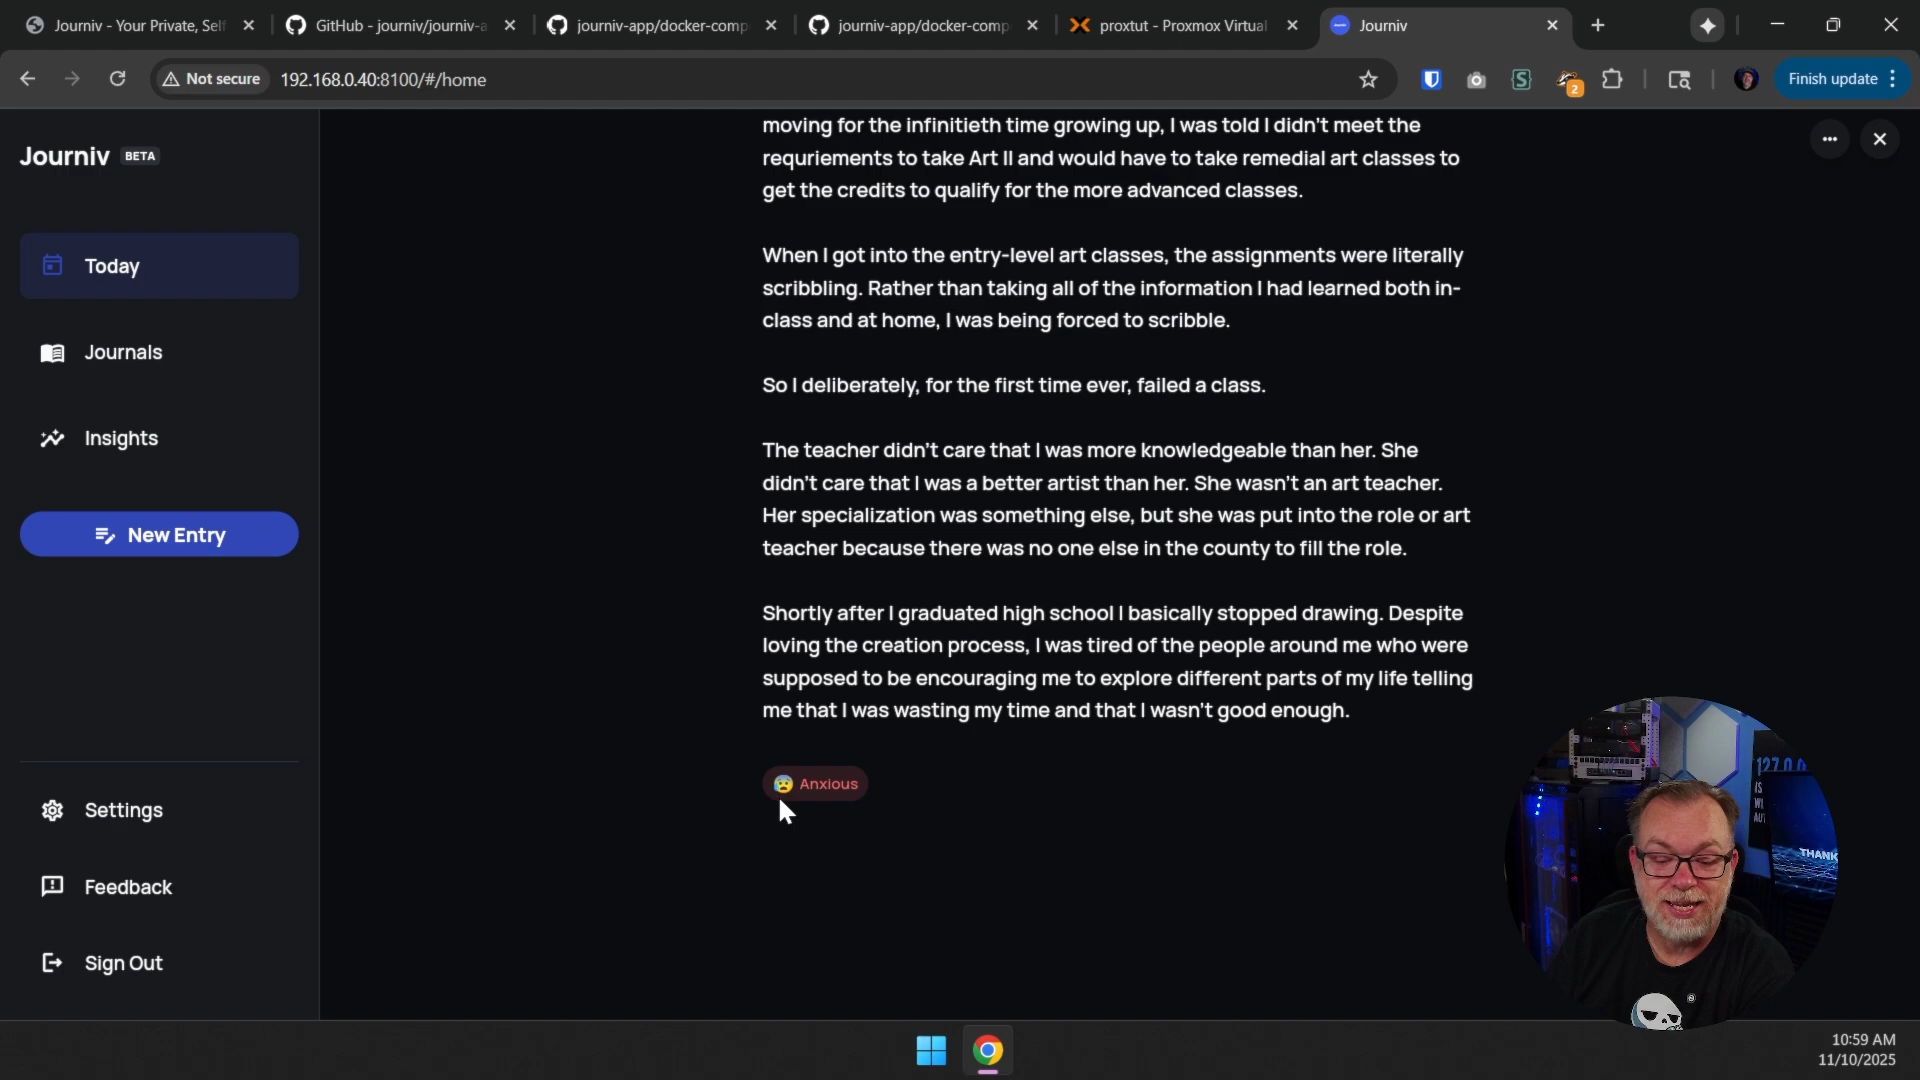 Journiv - Your Private, Self
GitHub - journiv/journiv-a
journiv-app/docker-comp
journiv-app/docker-comp
proxtut - Proxmox Virtual
Journiv
Not secure
192.168.0.40:8100/#/home
2
Finish update
Journiv BETA
Today
Journals
Insights
New Entry
Settings
Feedback
Sign Out
moving for the infinitieth time growing up, I was told I didn't meet the
requriements to take Art II and would have to take remedial art classes to
get the credits to qualify for the more advanced classes.
When I got into the entry-level art classes, the assignments were literally
scribbling. Rather than taking all of the information I had learned both in-
class and at home, I was being forced to scribble.
So I deliberately, for the first time ever, failed a class.
The teacher didn't care that I was more knowledgeable than her. She
didn't care that I was a better artist than her. She wasn't an art teacher.
Her specialization was something else, but she was put into the role or art
teacher because there was no one else in the county to fill the role.
Shortly after I graduated high school I basically stopped drawing. Despite
loving the creation process, I was tired of the people around me who were
supposed to be encouraging me to explore different parts of my life telling
me that I was wasting my time and that I wasn't good enough.
😰 Anxious
127.0.0
IS
WI
AUT
THANK
10:59 AM
11/10/2025